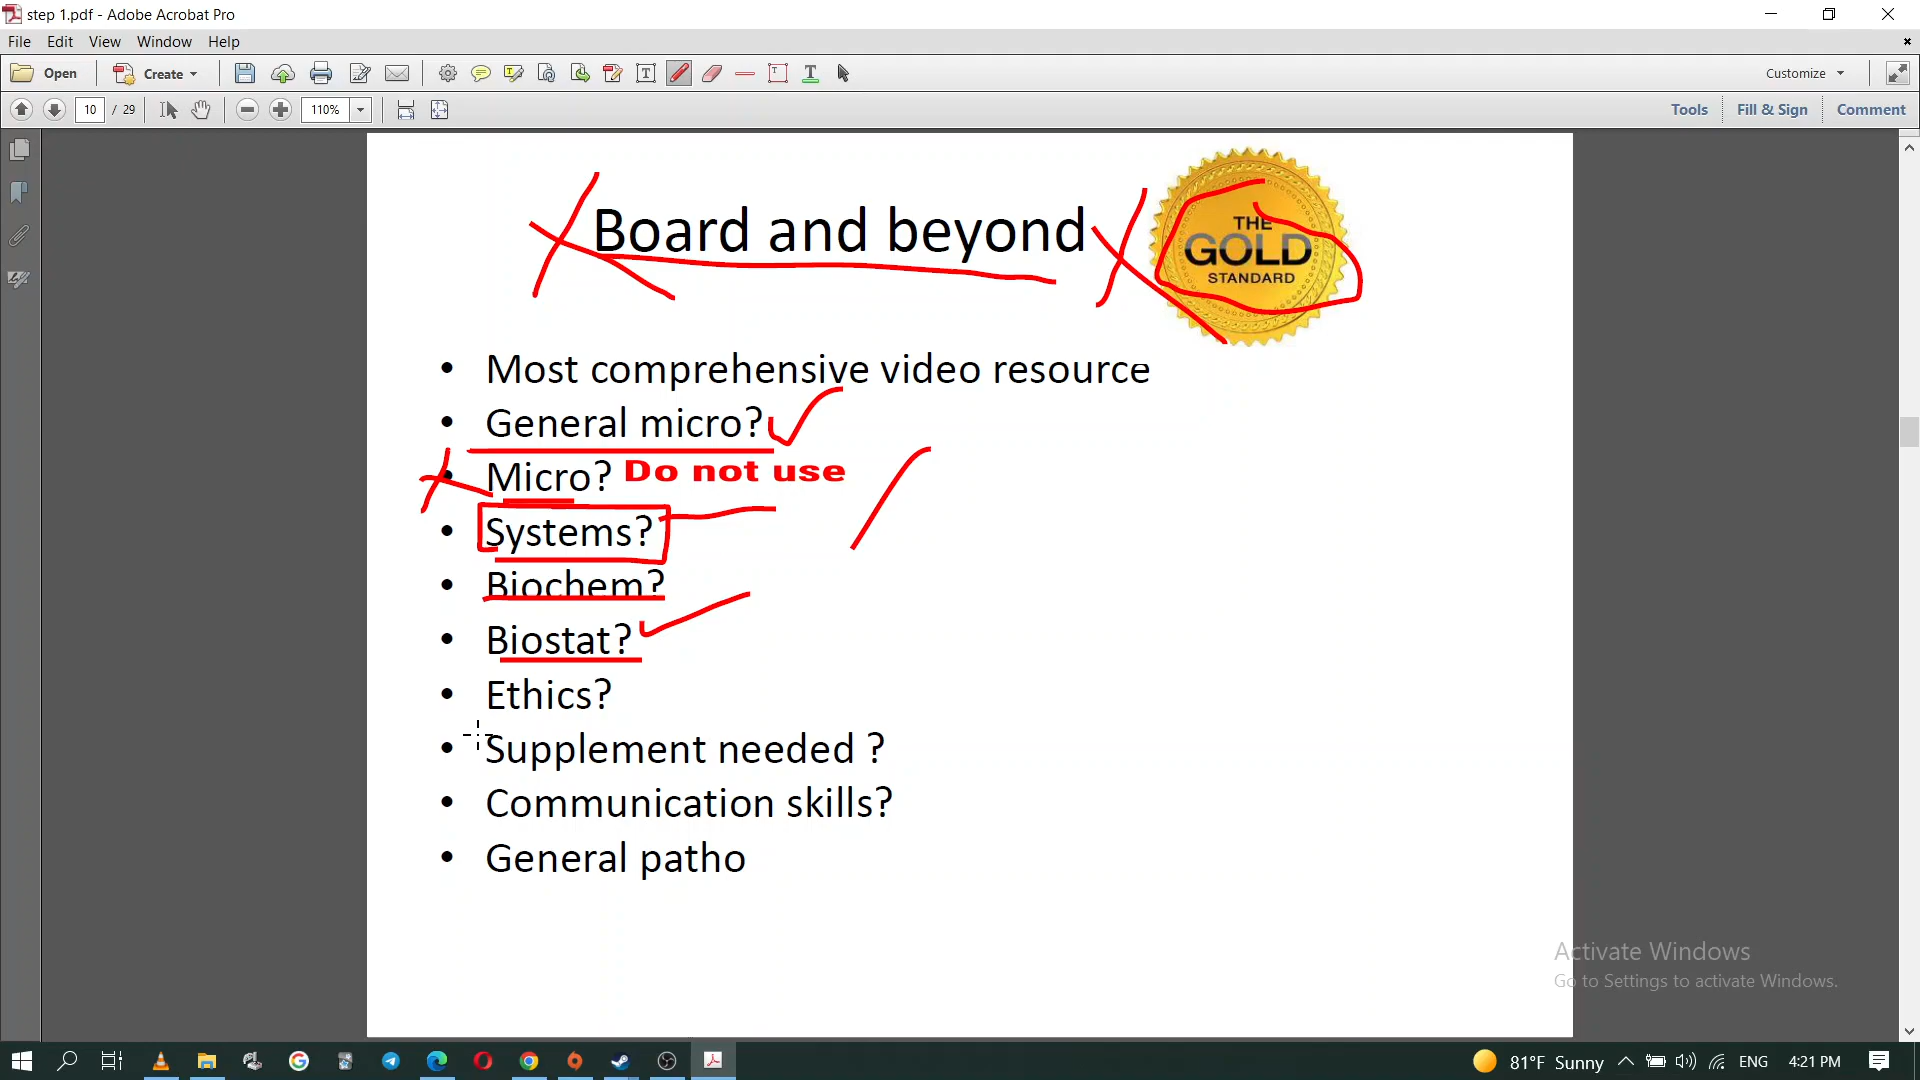 step 1.pdf - Adobe Acrobat Pro
File Edit View Window Help
Open Create Customize
10 / 29 110% Tools Fill & Sign Comment
Board and beyond
THE
GOLD
STANDARD
• Most comprehensive video resource
• General micro?
• Micro? Do not use
• Systems?
• Biochem?
• Biostat?
• Ethics?
• Supplement needed ?
• Communication skills?
• General patho
Activate Windows
Go to Settings to activate Windows.
81°F Sunny ENG 4:21 PM